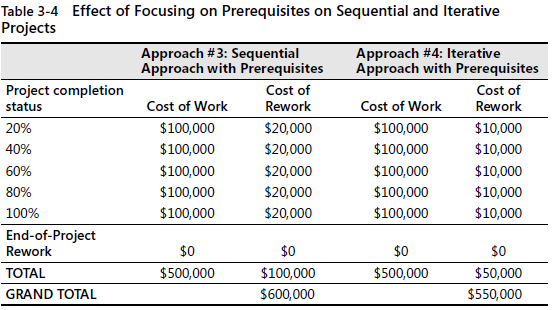 Table 3-4 Effect of Focusing on Prerequisites on Sequential and Iterative
Projects
Approach #3: Sequential Approach #4: Iterative
Approach with Prerequisites Approach with Prerequisites
Project completion Cost of Cost of
status Cost of Work Rework Cost of Work Rework
20% $100,000 $20,000 $100,000 $10,000
40% $100,000 $20,000 $100,000 $10,000
60% $100,000 $20,000 $100,000 $10,000
80% $100,000 $20,000 $100,000 $10,000
100% $100,000 $20,000 $100,000 $10,000
End-of-Project
Rework $0 $0 $0 $0
TOTAL $500,000 $100,000 $500,000 $50,000
GRAND TOTAL $600,000 $550,000